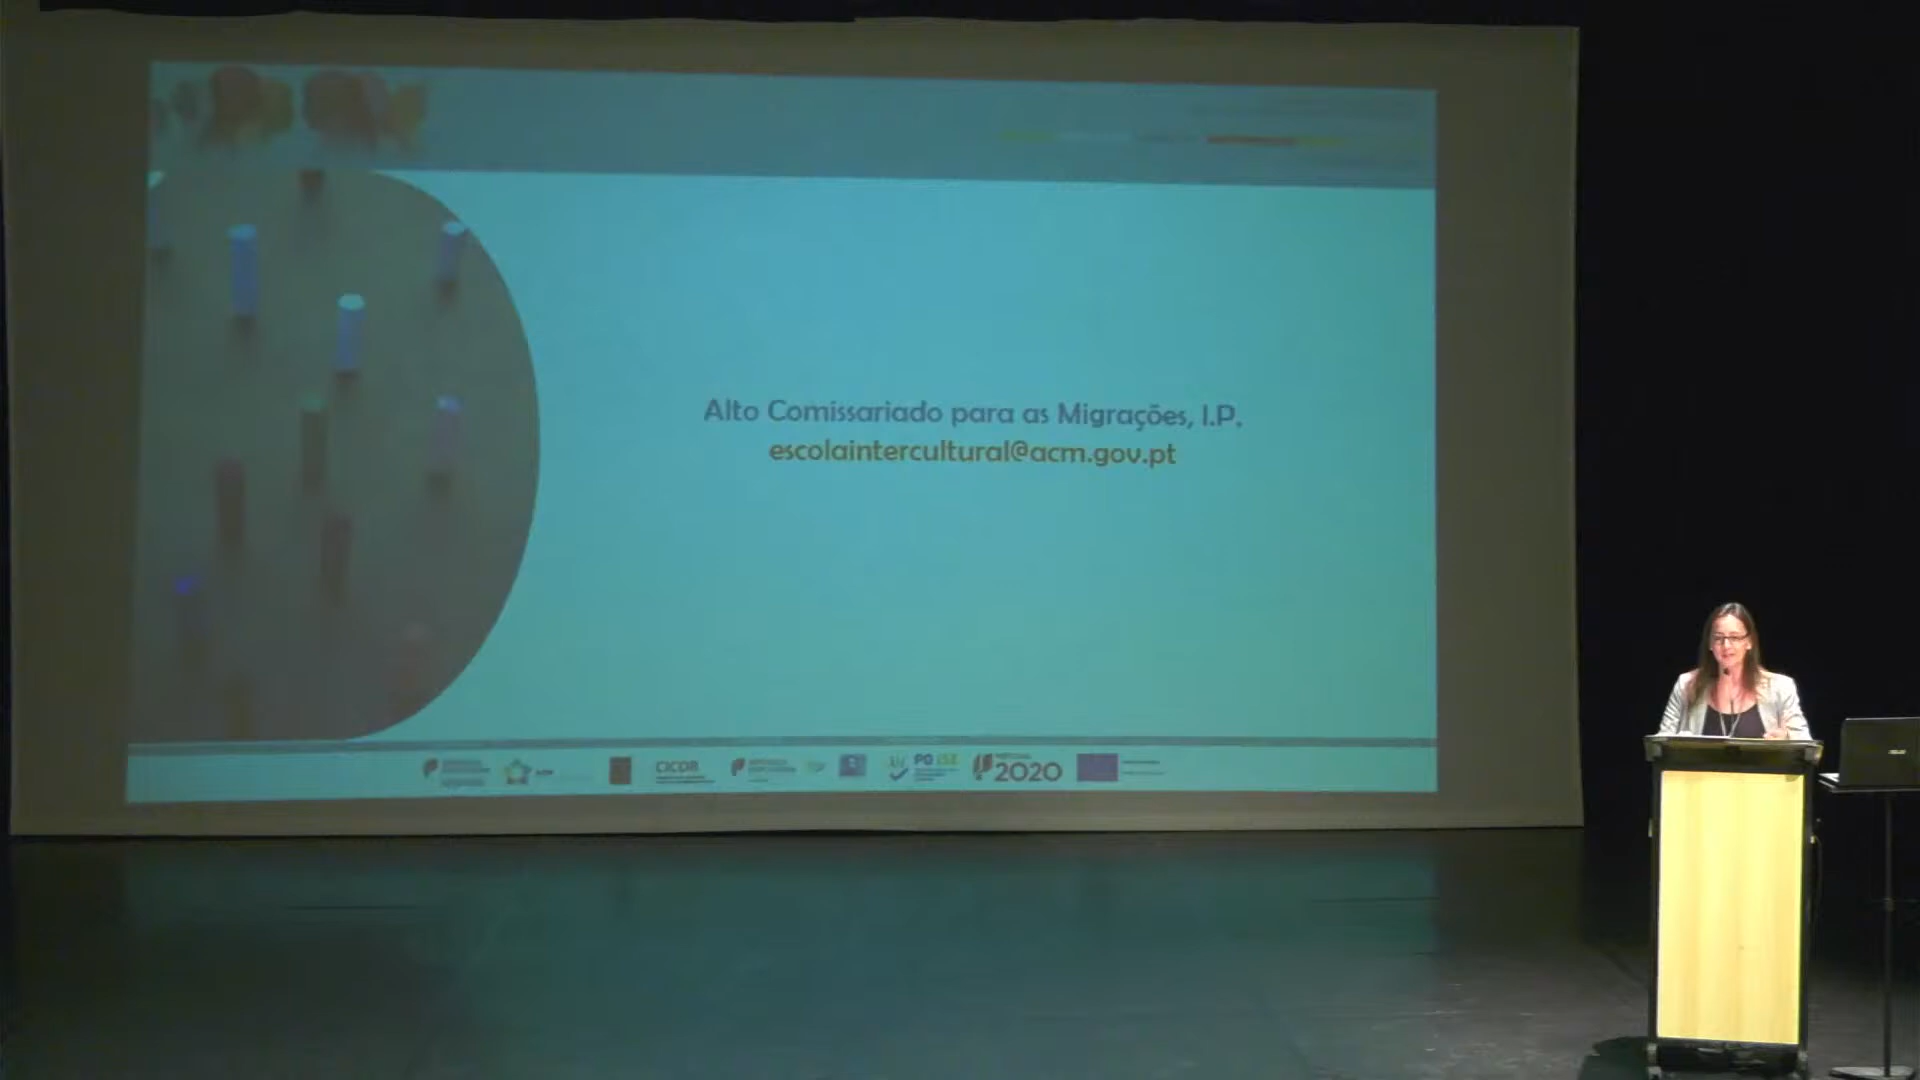 Alto Comissariado para as Migrações, I.P.
escolaintercultural@acm.gov.pt
CICDR
2020